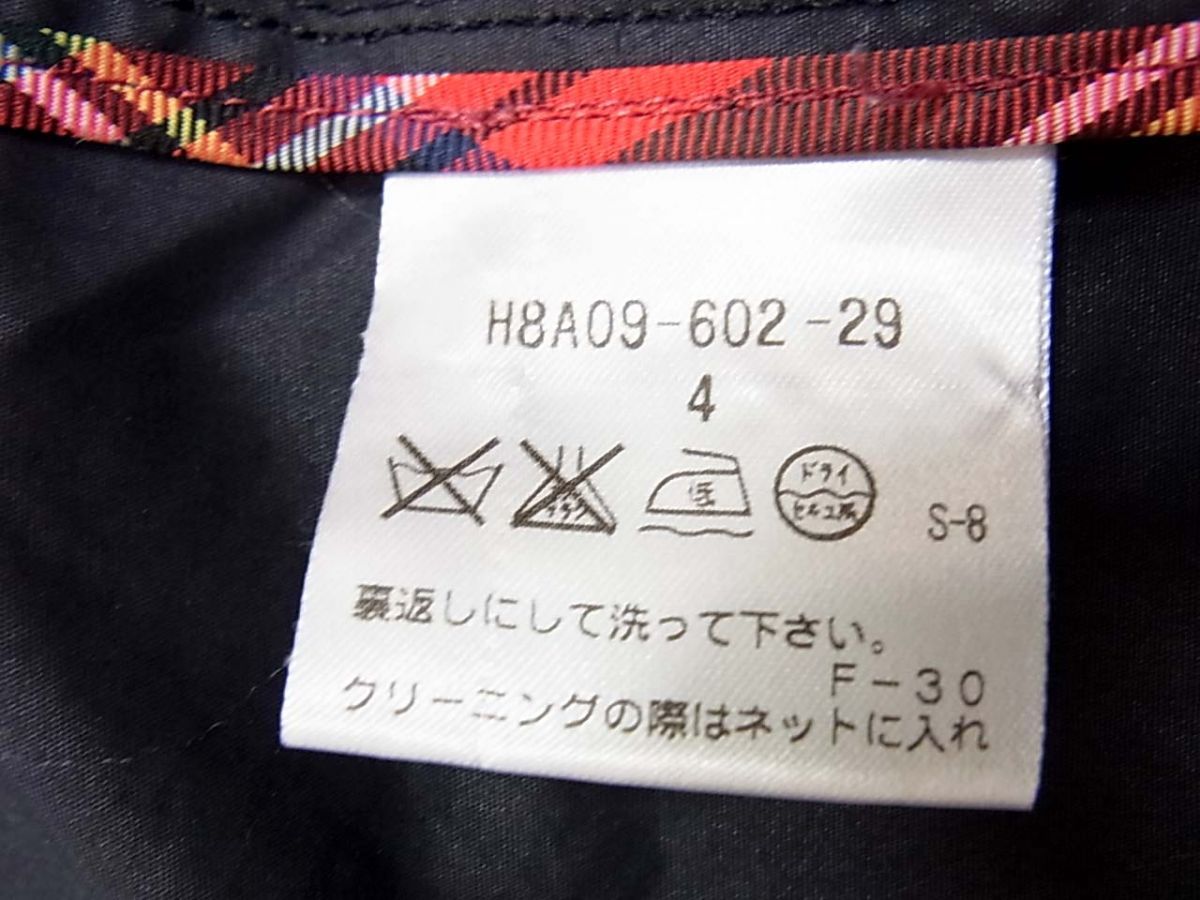 H8A09-602-29
4
ほ ドライ
セキユ系 S-8
裏返しにして洗って下さい。
F-30
クリーニングの際はネットに入れ